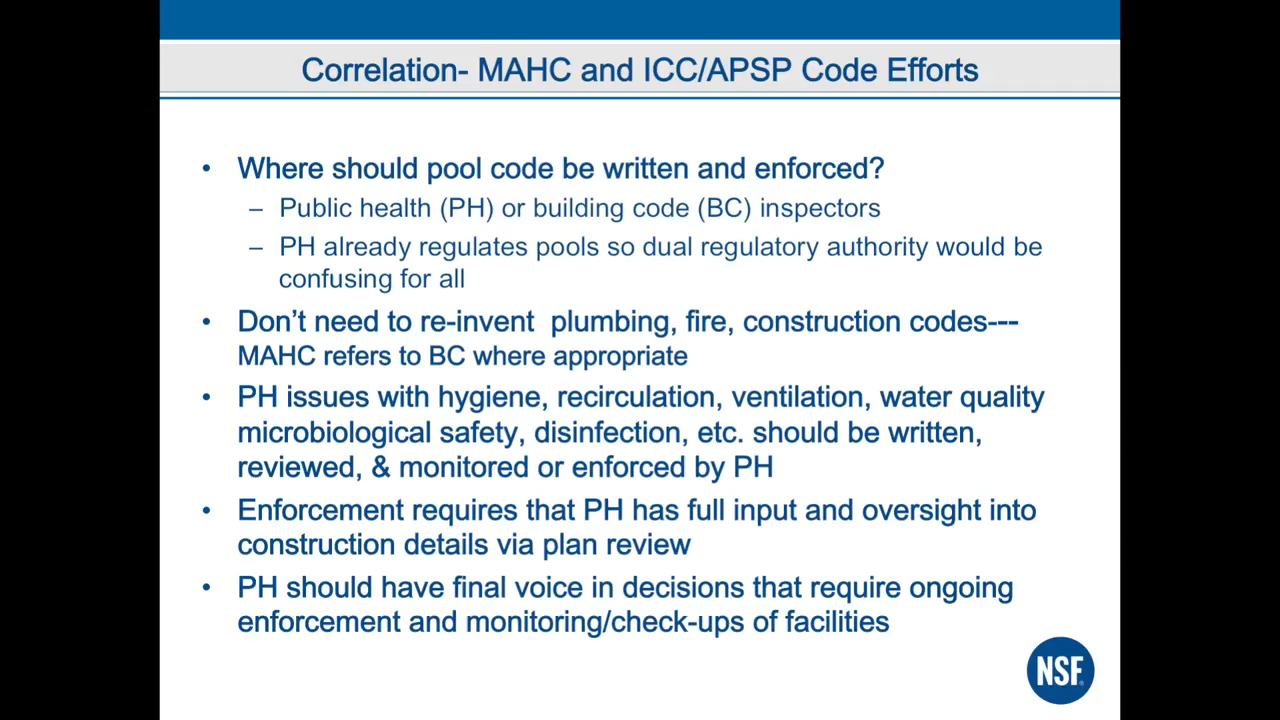 Correlation- MAHC and ICC/APSP Code Efforts
• Where should pool code be written and enforced?
– Public health (PH) or building code (BC) inspectors
– PH already regulates pools so dual regulatory authority would be
confusing for all
• Don’t need to re-invent  plumbing, fire, construction codes---
MAHC refers to BC where appropriate
• PH issues with hygiene, recirculation, ventilation, water quality
microbiological safety, disinfection, etc. should be written,
reviewed, & monitored or enforced by PH
• Enforcement requires that PH has full input and oversight into
construction details via plan review
• PH should have final voice in decisions that require ongoing
enforcement and monitoring/check-ups of facilities
NSF®